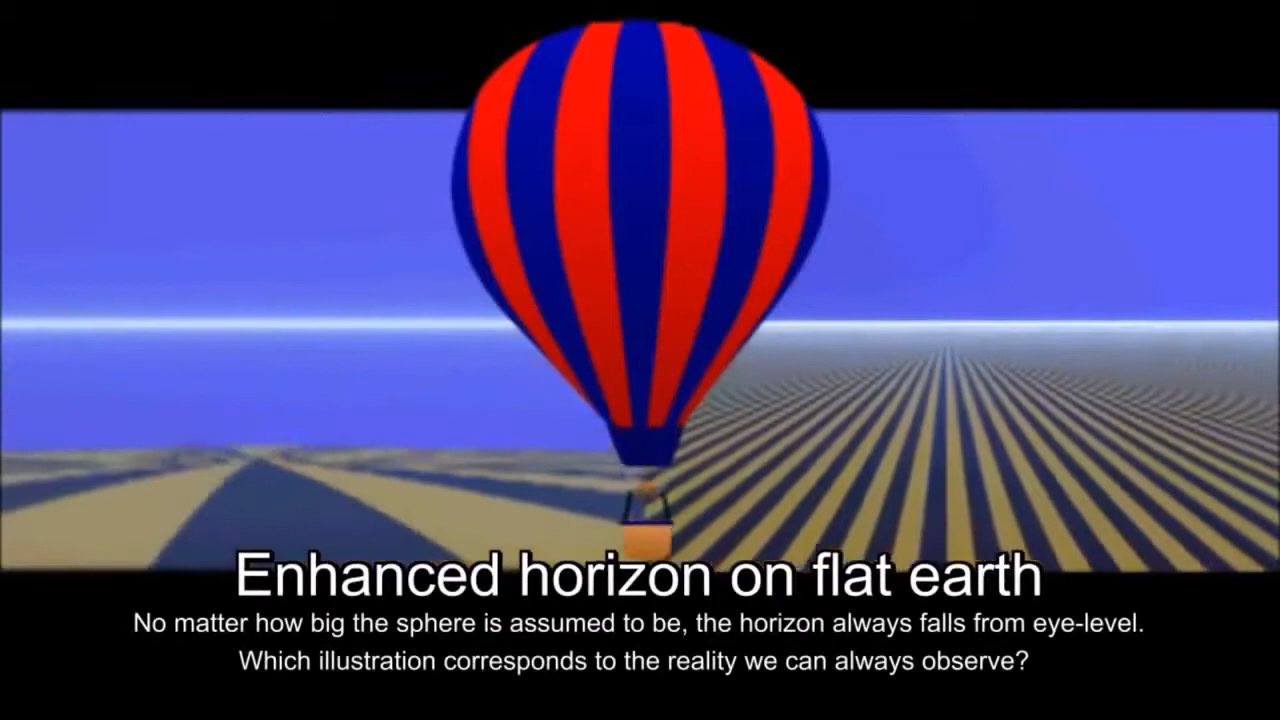 Enhanced horizon on flat earth
No matter how big the sphere is assumed to be, the horizon always falls from eye-level.
Which illustration corresponds to the reality we can always observe?